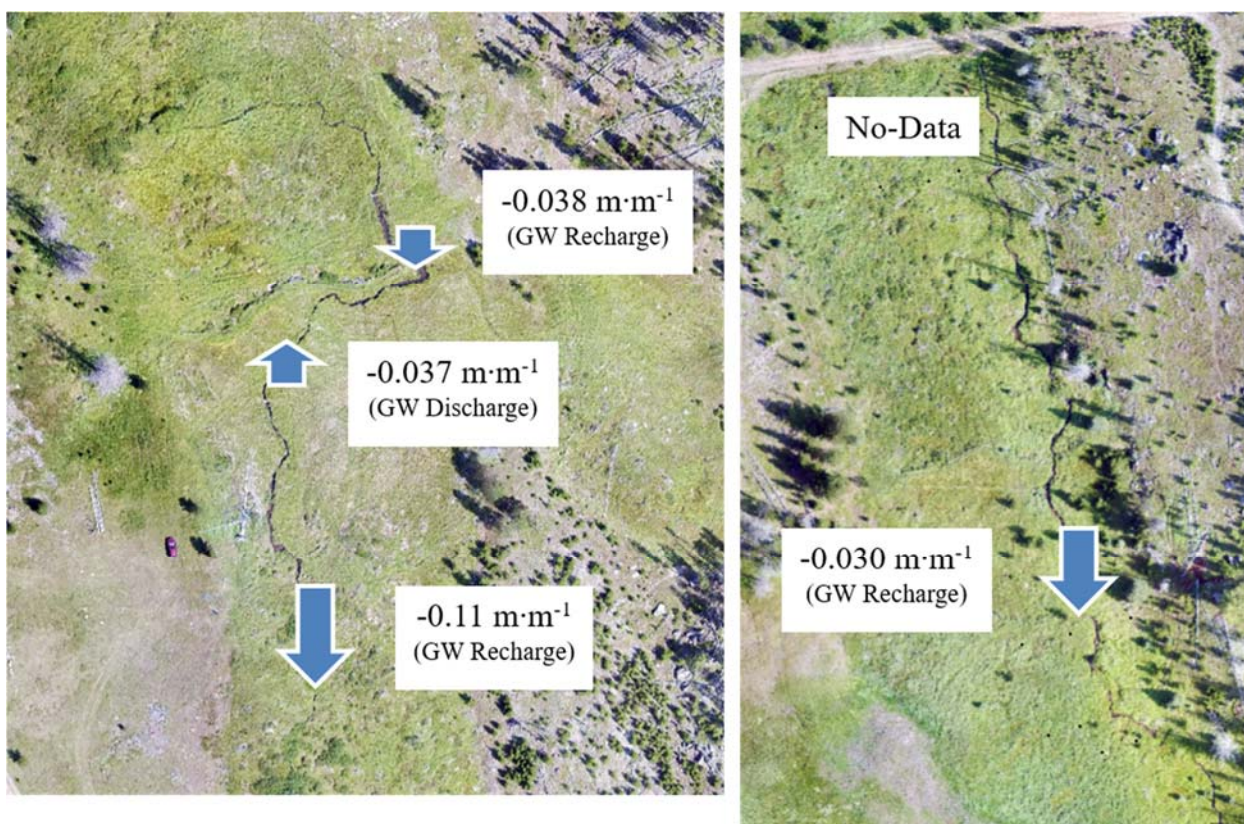 -0.038 m·m⁻¹
(GW Recharge)
-0.037 m·m⁻¹
(GW Discharge)
-0.11 m·m⁻¹
(GW Recharge)
No-Data
-0.030 m·m⁻¹
(GW Recharge)